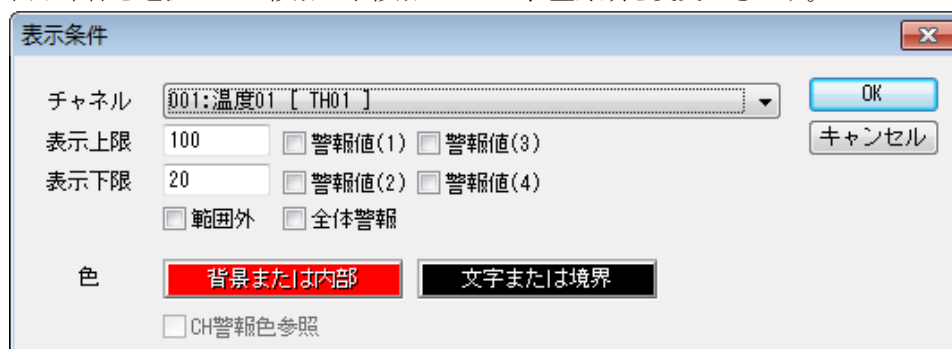 表示条件
チャネル 001:温度01 [ TH01 ] OK
表示上限 100 警報値(1) 警報値(3) キャンセル
表示下限 20 警報値(2) 警報値(4)
範囲外 全体警報
色 背景または内部 文字または境界
CH警報色参照